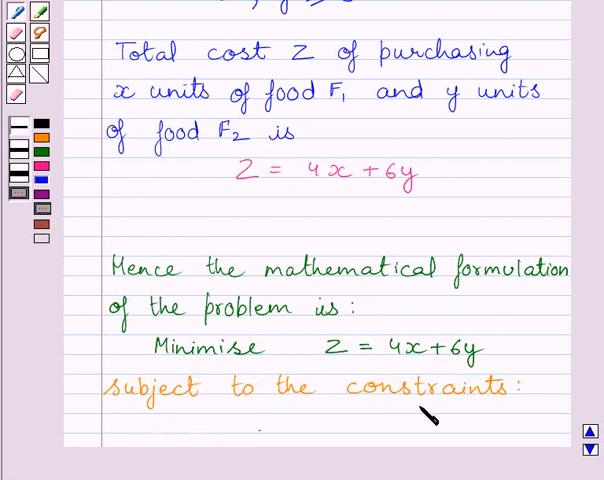 Total cost Z of purchasing
x units of food F₁ and y units
of food F₂ is
Z = 4x + 6y
Hence the mathematical formulation
of the problem is :
Minimise Z = 4x + 6y
subject to the constraints :